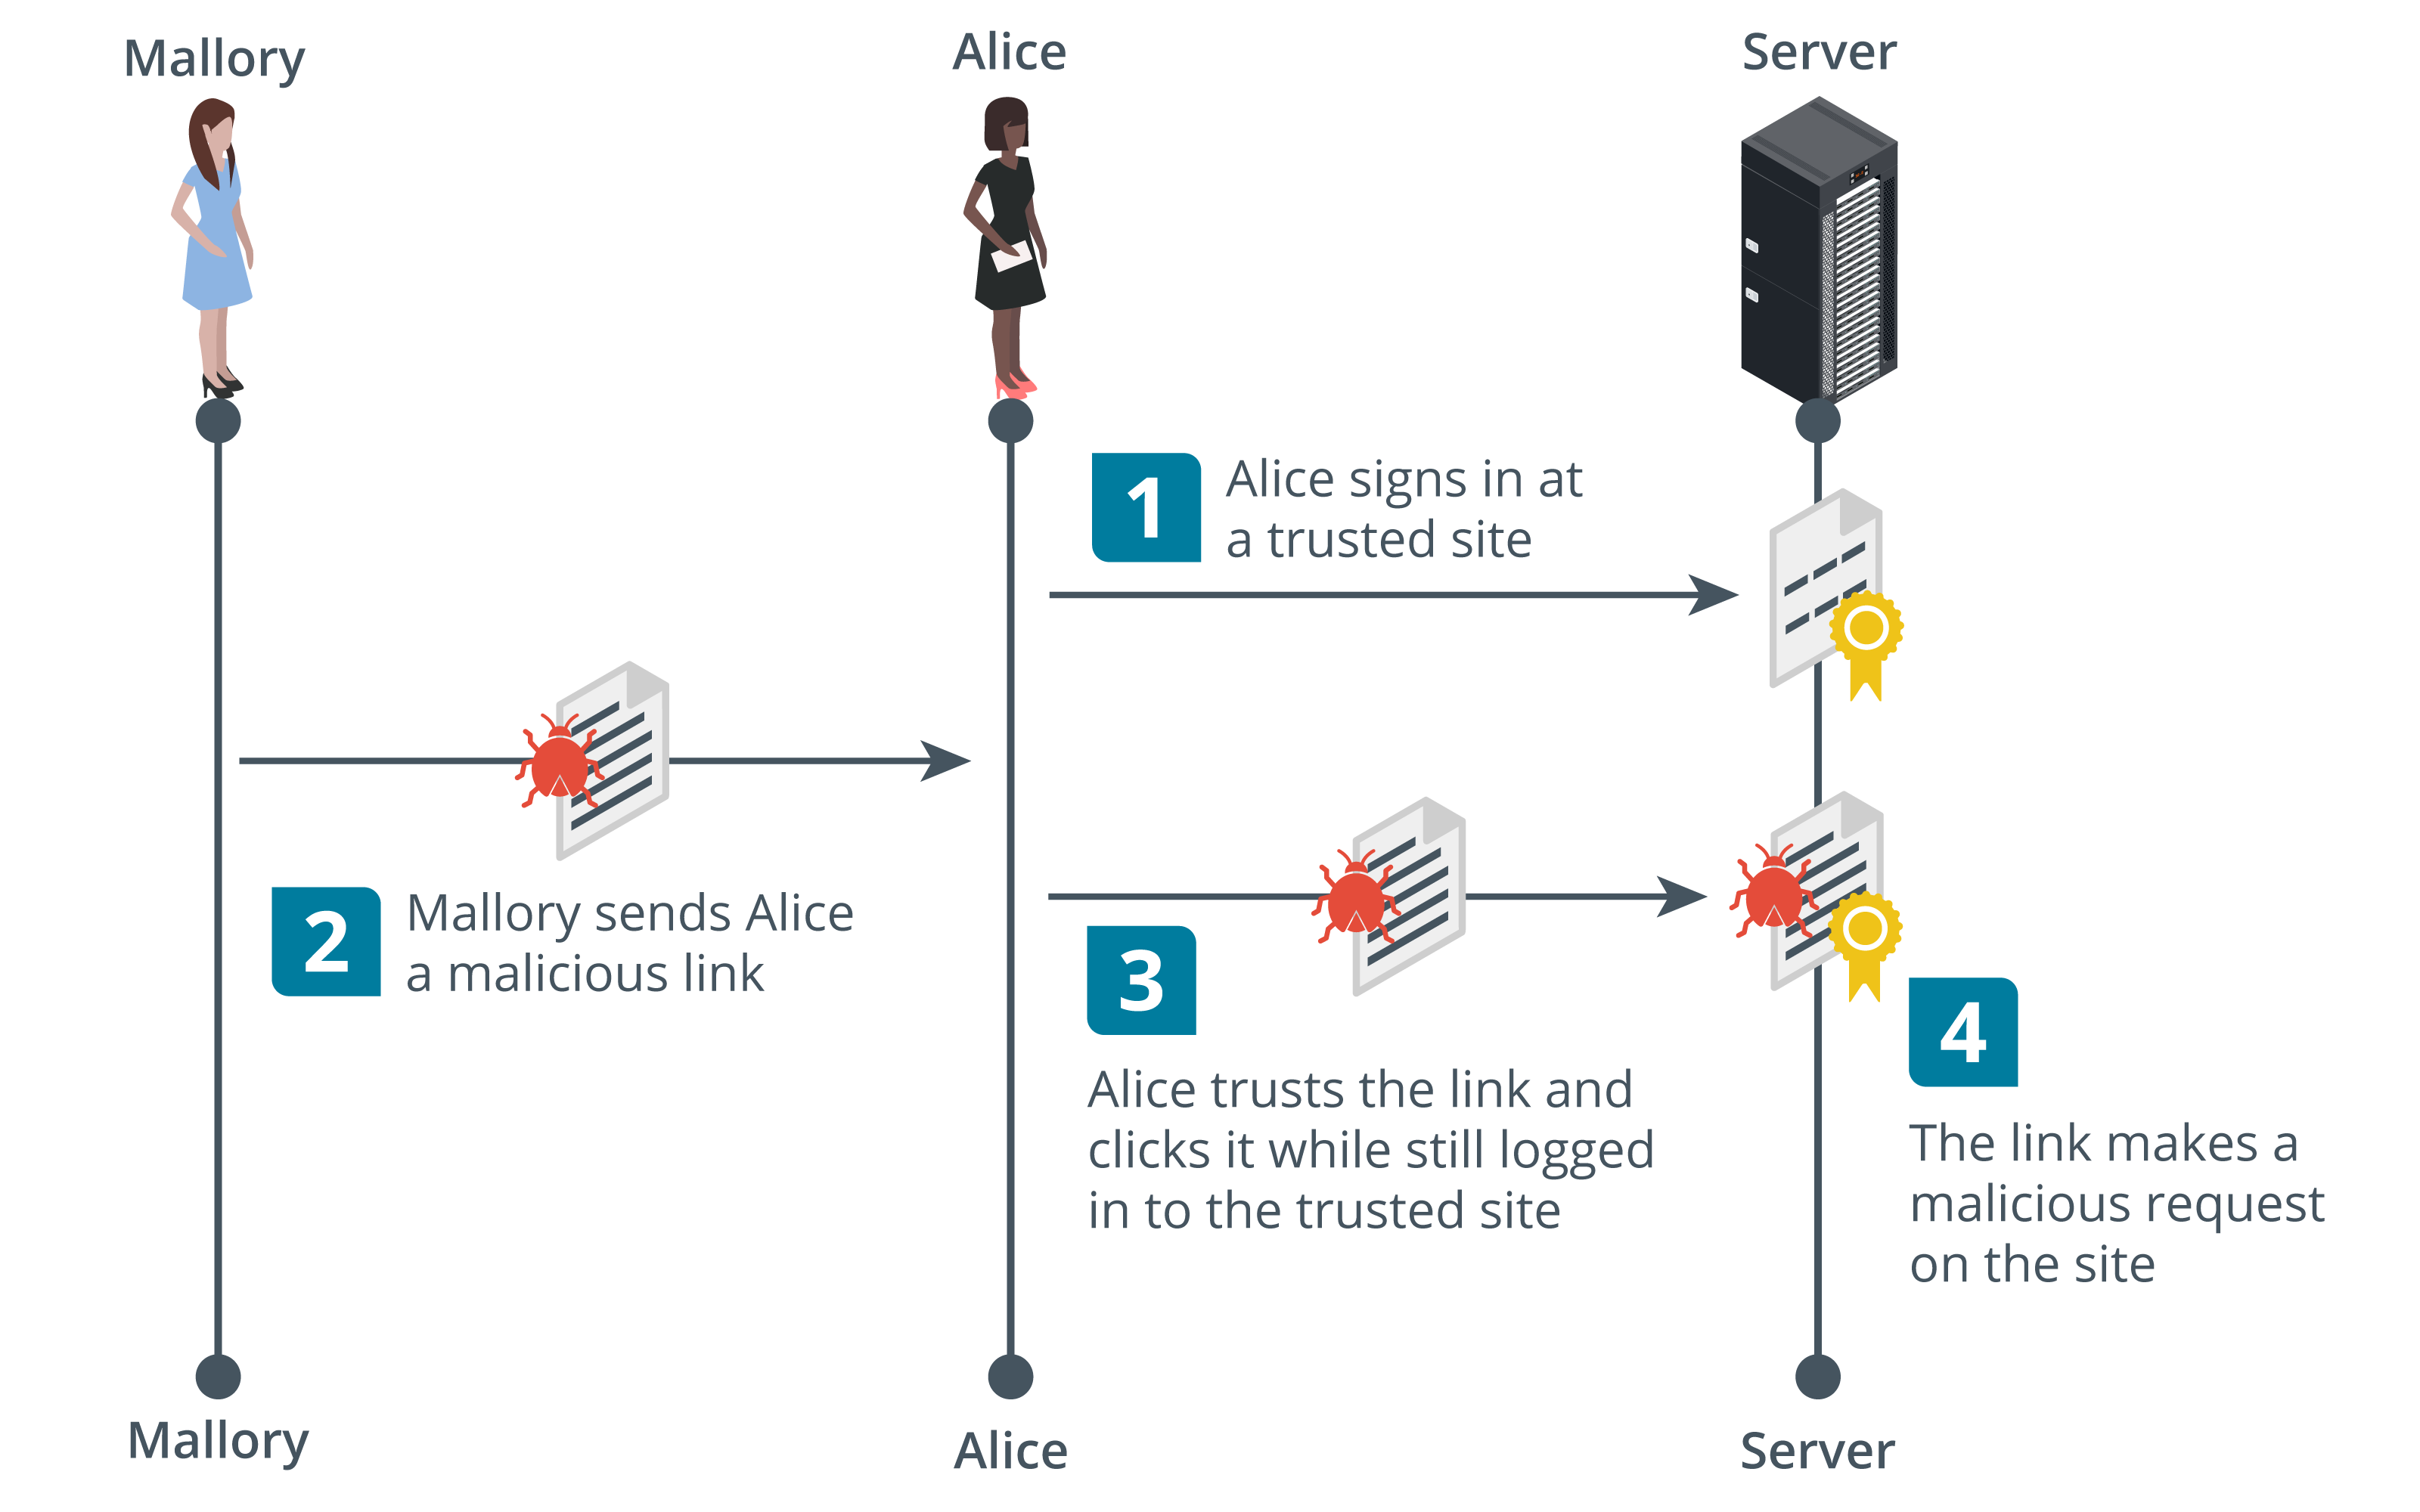 Mallory
Alice
Server
1
Alice signs in at
a trusted site
2
Mallory sends Alice
a malicious link
3
Alice trusts the link and
clicks it while still logged
in to the trusted site
4
The link makes a
malicious request
on the site
Mallory
Alice
Server